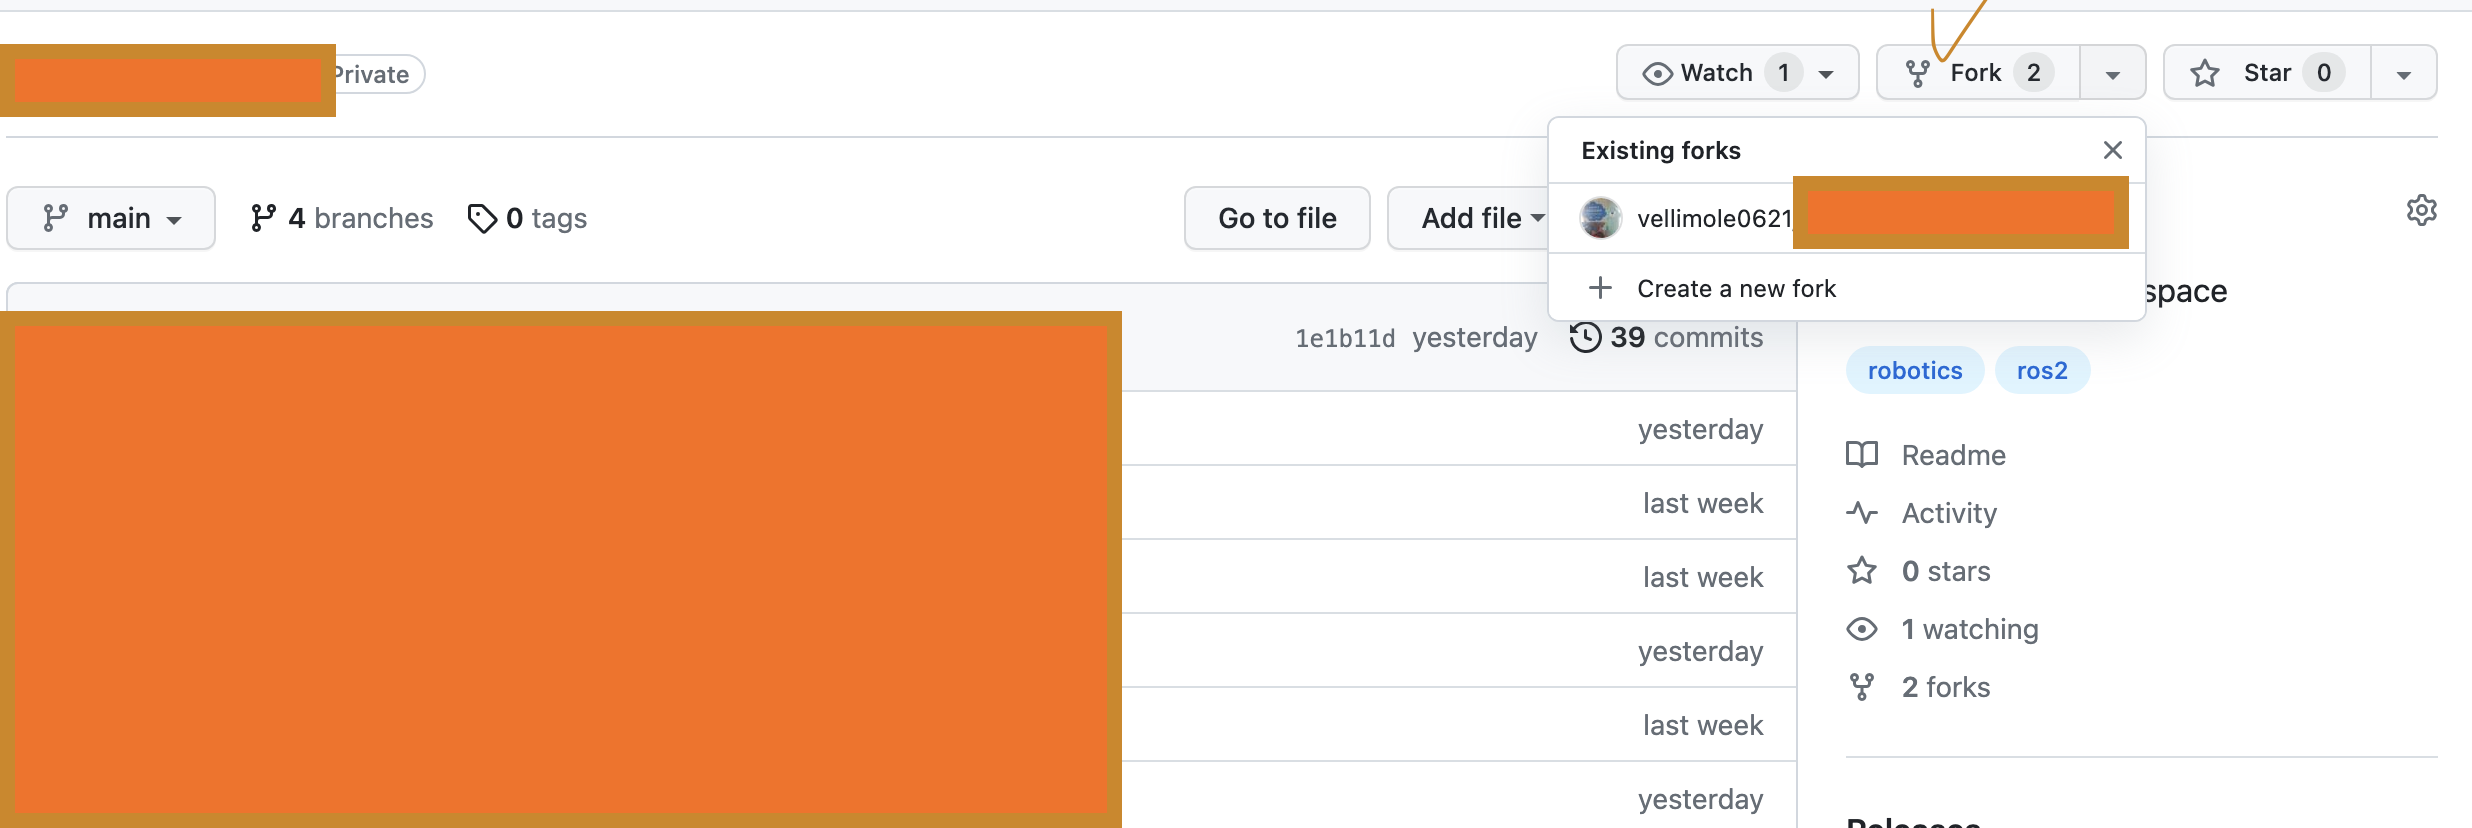 Private
Watch 1
Fork 2
Star 0
Existing forks
vellimole0621
Create a new fork
main
4 branches
0 tags
Go to file
Add file
space
1e1b11d yesterday 39 commits
yesterday
last week
last week
yesterday
last week
yesterday
robotics ros2
Readme
Activity
0 stars
1 watching
2 forks
Releases